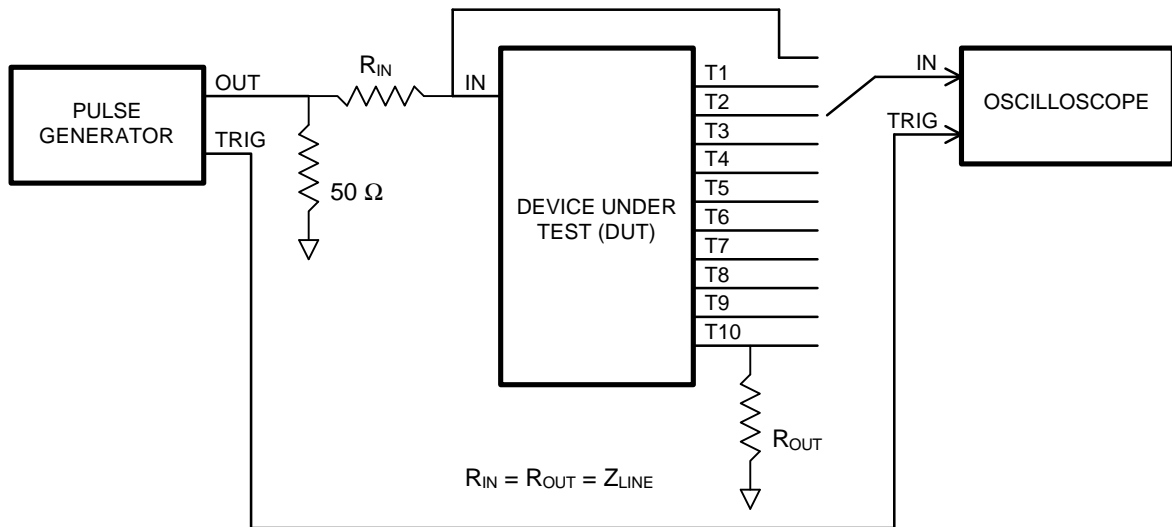 PULSE
GENERATOR
OUT
TRIG
R_IN
50 Ω
IN
DEVICE UNDER
TEST (DUT)
T1
T2
T3
T4
T5
T6
T7
T8
T9
T10
R_OUT
IN
TRIG
OSCILLOSCOPE
R_IN = R_OUT = Z_LINE